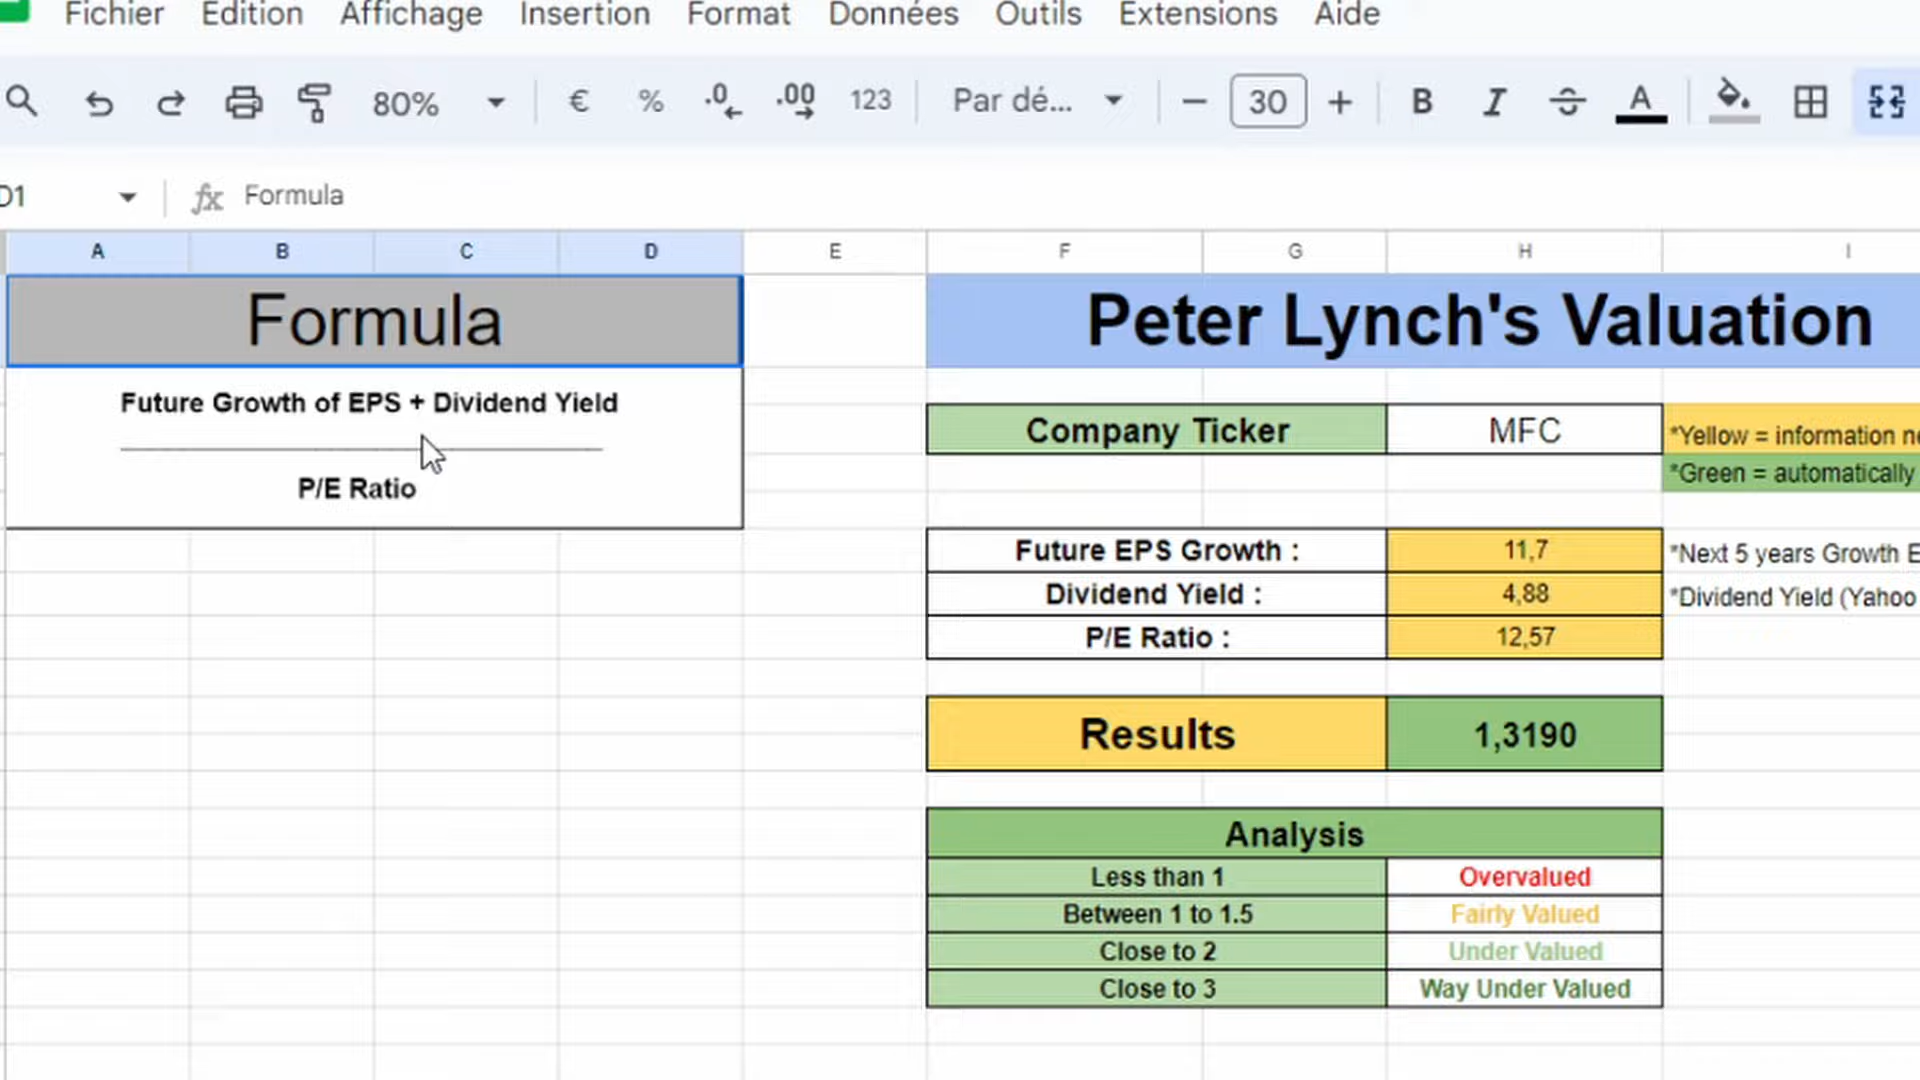 Fichier Edition Affichage Insertion Format Données Outils Extensions Aide
80% € % .0 .00 123 Par dé... 30 B I A
D1 Formula
A B C D E F G H I
Formula
Future Growth of EPS + Dividend Yield
P/E Ratio
Peter Lynch's Valuation
Company Ticker MFC
*Yellow = information
*Green = automatically
Future EPS Growth : 11,7 *Next 5 years Growth
Dividend Yield : 4,88 *Dividend Yield (Yahoo
P/E Ratio : 12,57
Results 1,3190
Analysis
Less than 1 Overvalued
Between 1 to 1.5 Fairly Valued
Close to 2 Under Valued
Close to 3 Way Under Valued